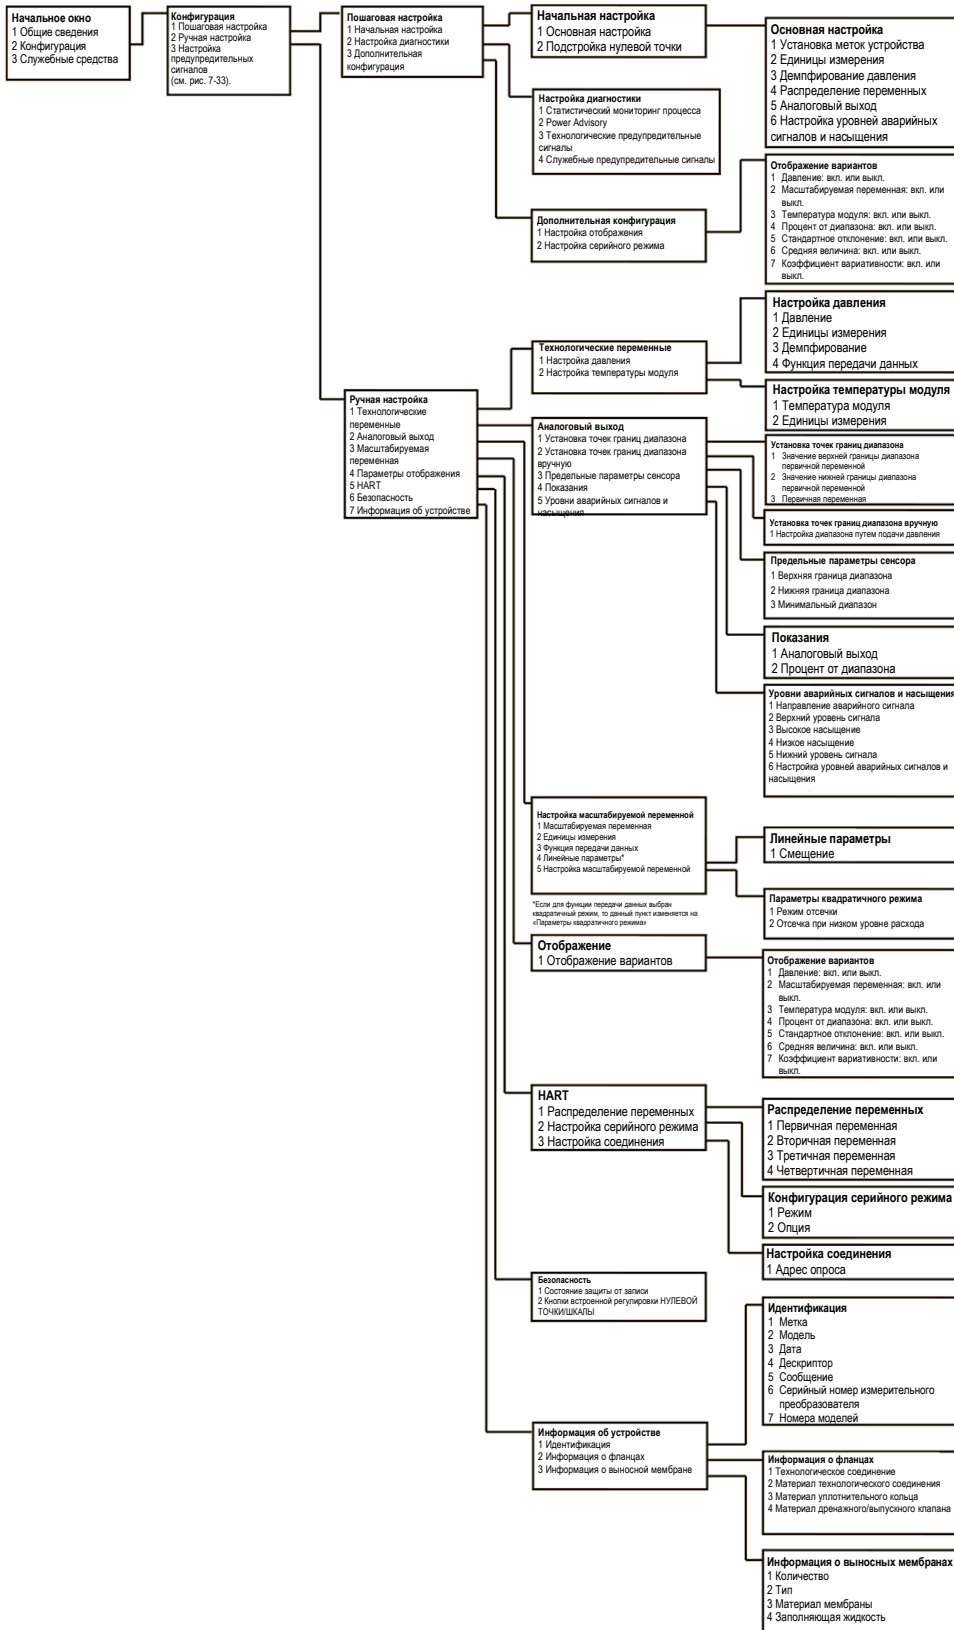 Начальное окно
1 Общие сведения
2 Конфигурация
3 Служебные средства
Конфигурация
1 Пошаговая настройка
2 Ручная настройка
3 Настройка
предупредительных
сигналов
(см. рис. 7-33).
Пошаговая настройка
1 Начальная настройка
2 Настройка диагностики
3 Дополнительная
конфигурация
Начальная настройка
1 Основная настройка
2 Подстройка нулевой точки
Основная настройка
1 Установка меток устройства
2 Единицы измерения
3 Демпфирование давления
4 Распределение переменных
5 Аналоговый выход
6 Настройка уровней аварийных
сигналов и насыщения
Настройка диагностики
1 Статистический мониторинг процесса
2 Power Advisory
3 Технологические предупредительные
сигналы
4 Служебные предупредительные сигналы
Дополнительная конфигурация
1 Настройка отображения
2 Настройка серийного режима
Отображение вариантов
1 Давление: вкл. или выкл.
2 Масштабируемая переменная: вкл. или
выкл.
3 Температура модуля: вкл. или выкл.
4 Процент от диапазона: вкл. или выкл.
5 Стандартное отклонение: вкл. или выкл.
6 Средняя величина: вкл. или выкл.
7 Коэффициент вариативности: вкл. или
выкл.
Ручная настройка
1 Технологические
переменные
2 Аналоговый выход
3 Масштабируемая
переменная
4 Параметры отображения
5 HART
6 Безопасность
7 Информация об устройстве
Технологические переменные
1 Настройка давления
2 Настройка температуры модуля
Настройка давления
1 Давление
2 Единицы измерения
3 Демпфирование
4 Функция передачи данных
Настройка температуры модуля
1 Температура модуля
2 Единицы измерения
Аналоговый выход
1 Установка точек границ диапазона
2 Установка точек границ диапазона
вручную
3 Предельные параметры сенсора
4 Показания
5 Уровни аварийных сигналов и
насыщения
Установка точек границ диапазона
1 Значение верхней границы диапазона
первичной переменной
2 Значение нижней границы диапазона
первичной переменной
3 Первичная переменная
Установка точек границ диапазона вручную
1 Настройка диапазона путем подачи давления
Предельные параметры сенсора
1 Верхняя граница диапазона
2 Нижняя граница диапазона
3 Минимальный диапазон
Показания
1 Аналоговый выход
2 Процент от диапазона
Уровни аварийных сигналов и насыщения
1 Направление аварийного сигнала
2 Верхний уровень сигнала
3 Высокое насыщение
4 Низкое насыщение
5 Нижний уровень сигнала
6 Настройка уровней аварийных сигналов и
насыщения
Настройка масштабируемой переменной
1 Масштабируемая переменная
2 Единицы измерения
3 Функция передачи данных
4 Линейные параметры*
5 Настройка масштабируемой переменной
*Если для функции передачи данных выбран
квадратичный режим, то данный пункт изменяется на
«Параметры квадратичного режима»
Линейные параметры
1 Смещение
Параметры квадратичного режима
1 Режим отсечки
2 Отсечка при низком уровне расхода
Отображение
1 Отображение вариантов
Отображение вариантов
1 Давление: вкл. или выкл.
2 Масштабируемая переменная: вкл. или
выкл.
3 Температура модуля: вкл. или выкл.
4 Процент от диапазона: вкл. или выкл.
5 Стандартное отклонение: вкл. или выкл.
6 Средняя величина: вкл. или выкл.
7 Коэффициент вариативности: вкл. или
выкл.
HART
1 Распределение переменных
2 Настройка серийного режима
3 Настройка соединения
Распределение переменных
1 Первичная переменная
2 Вторичная переменная
3 Третичная переменная
4 Четвертичная переменная
Конфигурация серийного режима
1 Режим
2 Опция
Настройка соединения
1 Адрес опроса
Безопасность
1 Состояние защиты от записи
2 Кнопки встроенной регулировки НУЛЕВОЙ
ТОЧКИ/ШКАЛЫ
Идентификация
1 Метка
2 Модель
3 Дата
4 Дескриптор
5 Сообщение
6 Серийный номер измерительного
преобразователя
7 Номера моделей
Информация об устройстве
1 Идентификация
2 Информация о фланцах
3 Информация о выносной мембране
Информация о фланцах
1 Технологическое соединение
2 Материал технологического соединения
3 Материал уплотнительного кольца
4 Материал дренажного/выпускного клапана
Информация о выносных мембранах
1 Количество
2 Тип
3 Материал мембраны
4 Заполняющая жидкость